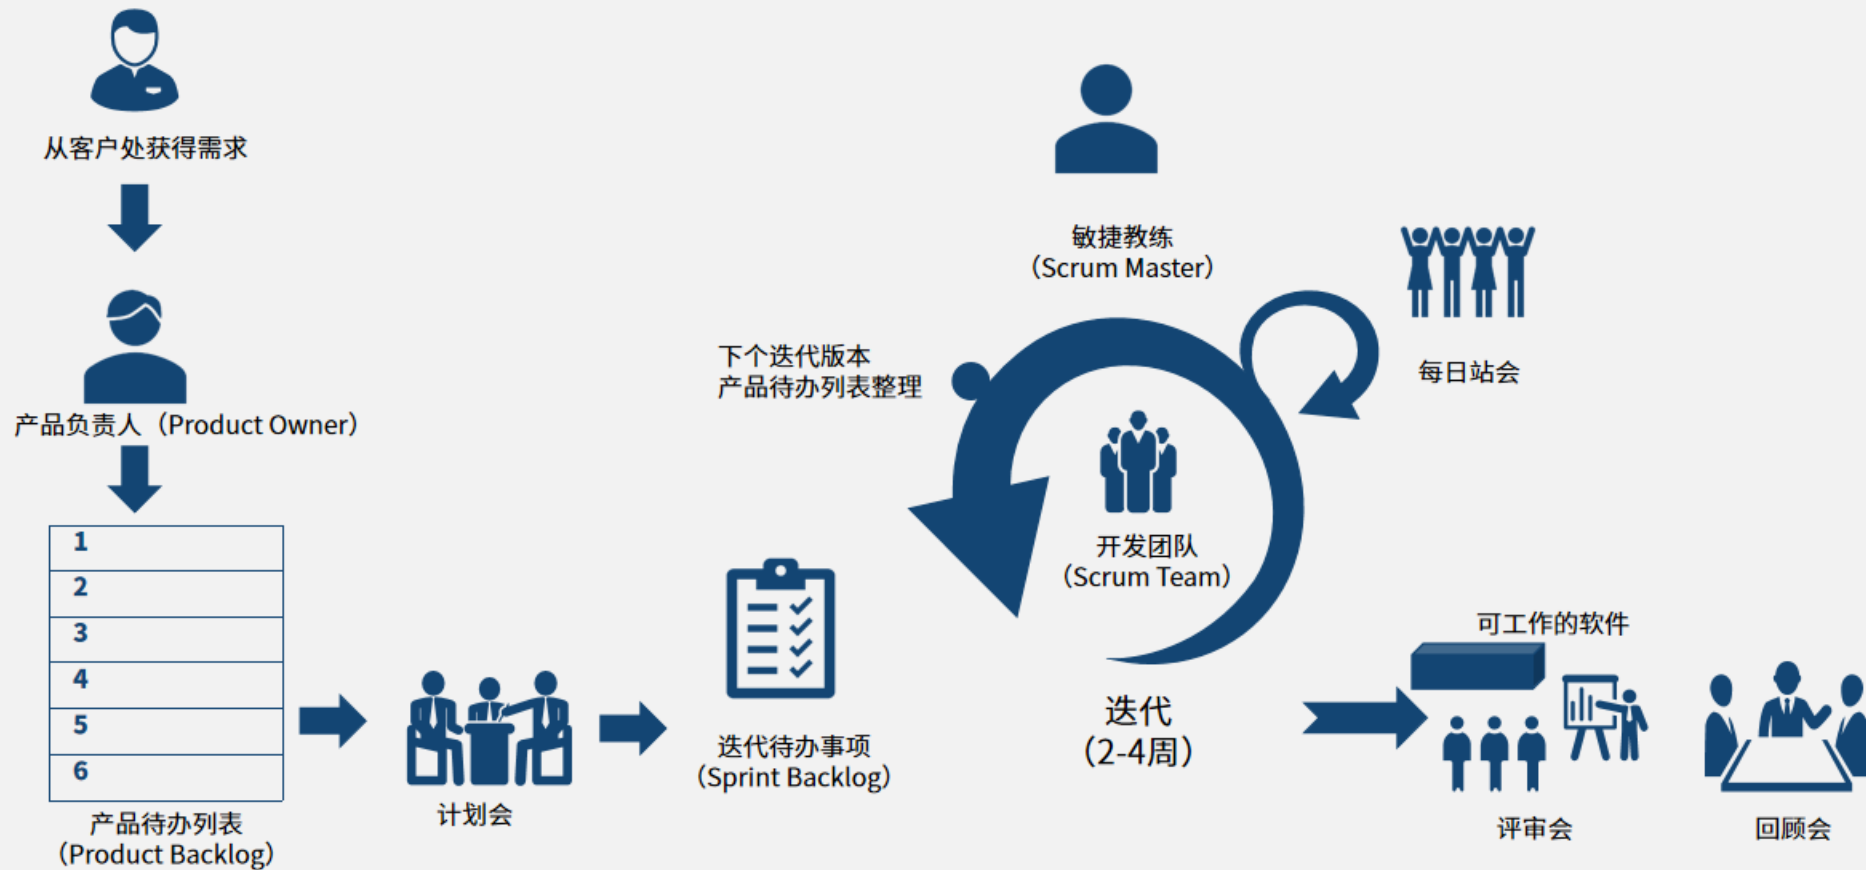 从客户处获得需求
产品负责人（Product Owner）
1
2
3
4
5
6
产品待办列表
（Product Backlog）
计划会
迭代待办事项
（Sprint Backlog）
敏捷教练
（Scrum Master）
下个迭代版本
产品待办列表整理
每日站会
开发团队
（Scrum Team）
迭代
（2-4周）
可工作的软件
评审会
回顾会